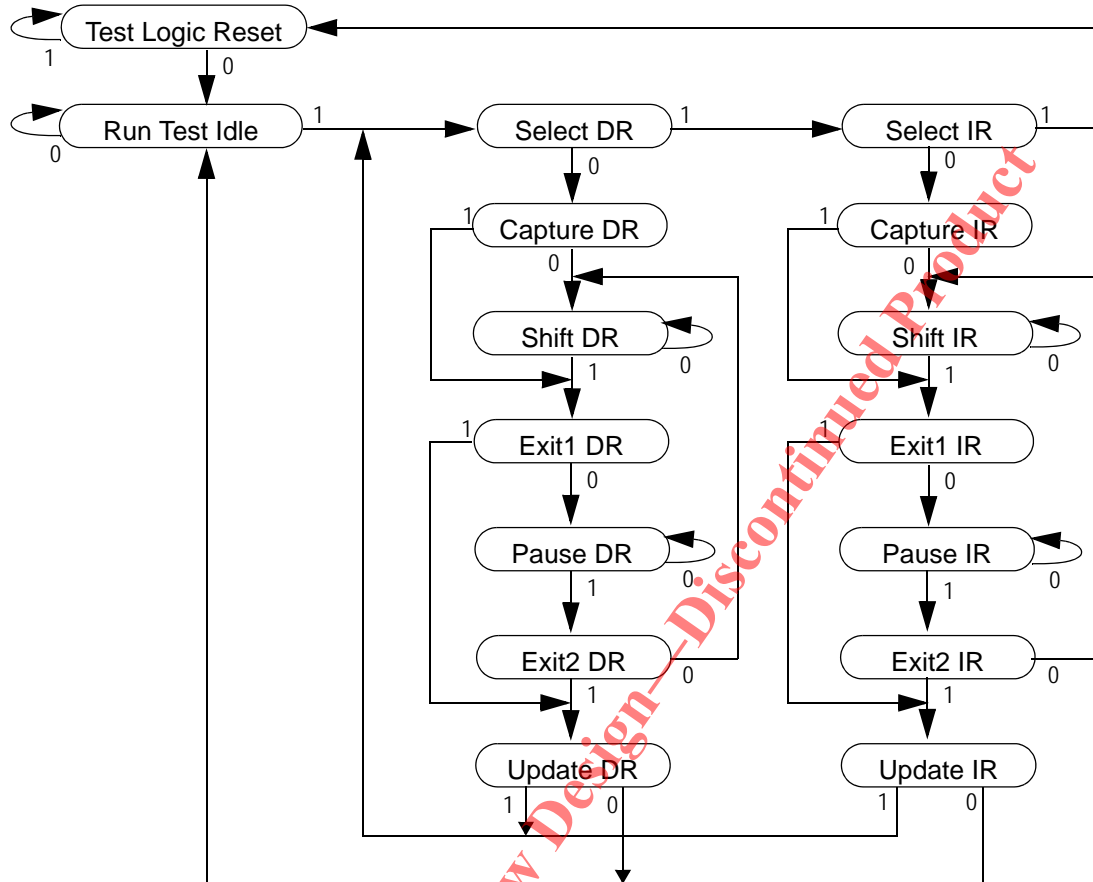 Test Logic Reset
1
0
Run Test Idle
0
1
Select DR
1
0
Select IR
1
0
Capture DR
1
0
Capture IR
1
0
Shift DR
0
1
Shift IR
0
1
Exit1 DR
1
0
Exit1 IR
1
0
Pause DR
0
1
Pause IR
0
1
Exit2 DR
0
1
Exit2 IR
0
1
Update DR
1
0
Update IR
1
0
w Design—Discontinued Product